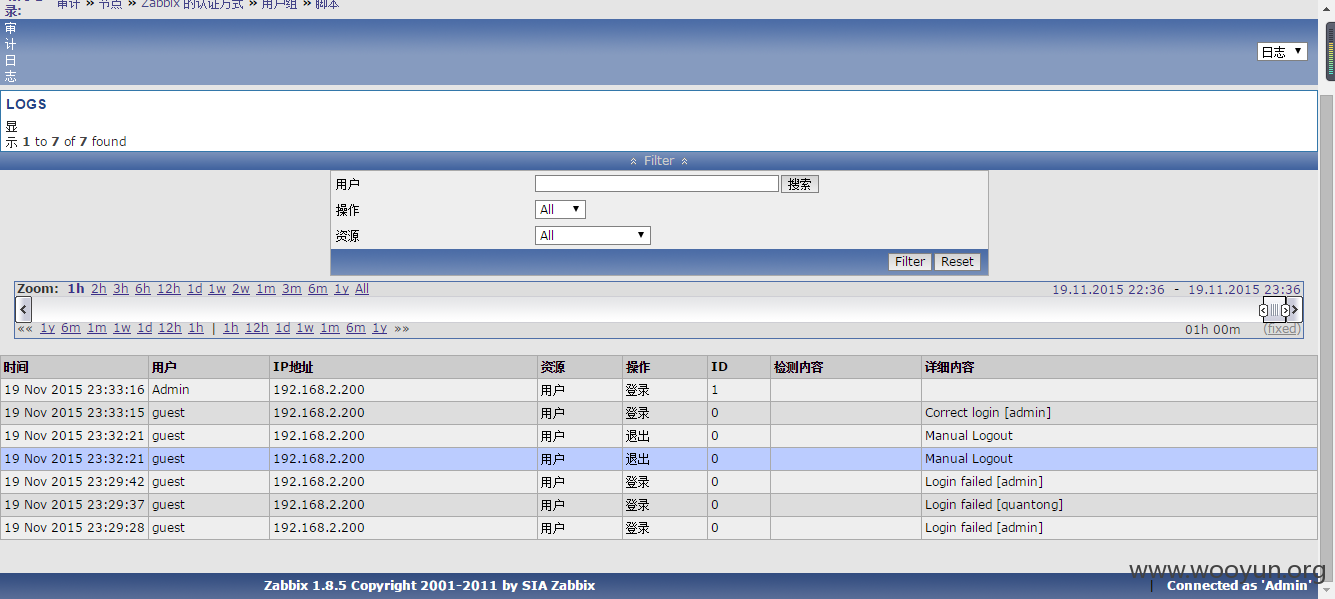 录: 审计 » 节点 » Zabbix 的认证方式 » 用户组 » 脚本
审
计
日
志
日志
LOGS
显
示 1 to 7 of 7 found
Filter
用户 搜索
操作 All
资源 All
Filter Reset
Zoom: 1h 2h 3h 6h 12h 1d 1w 2w 1m 3m 6m 1y All 19.11.2015 22:36 - 19.11.2015 23:36
«« 1y 6m 1m 1w 1d 12h 1h | 1h 12h 1d 1w 1m 6m 1y »» 01h 00m (fixed)
时间 用户 IP地址 资源 操作 ID 检测内容 详细内容
19 Nov 2015 23:33:16 Admin 192.168.2.200 用户 登录 1
19 Nov 2015 23:33:15 guest 192.168.2.200 用户 登录 0 Correct login [admin]
19 Nov 2015 23:32:21 guest 192.168.2.200 用户 退出 0 Manual Logout
19 Nov 2015 23:32:21 guest 192.168.2.200 用户 退出 0 Manual Logout
19 Nov 2015 23:29:42 guest 192.168.2.200 用户 登录 0 Login failed [admin]
19 Nov 2015 23:29:37 guest 192.168.2.200 用户 登录 0 Login failed [quantong]
19 Nov 2015 23:29:28 guest 192.168.2.200 用户 登录 0 Login failed [admin]
www.wooyun.org
Zabbix 1.8.5 Copyright 2001-2011 by SIA Zabbix | Connected as 'Admin'